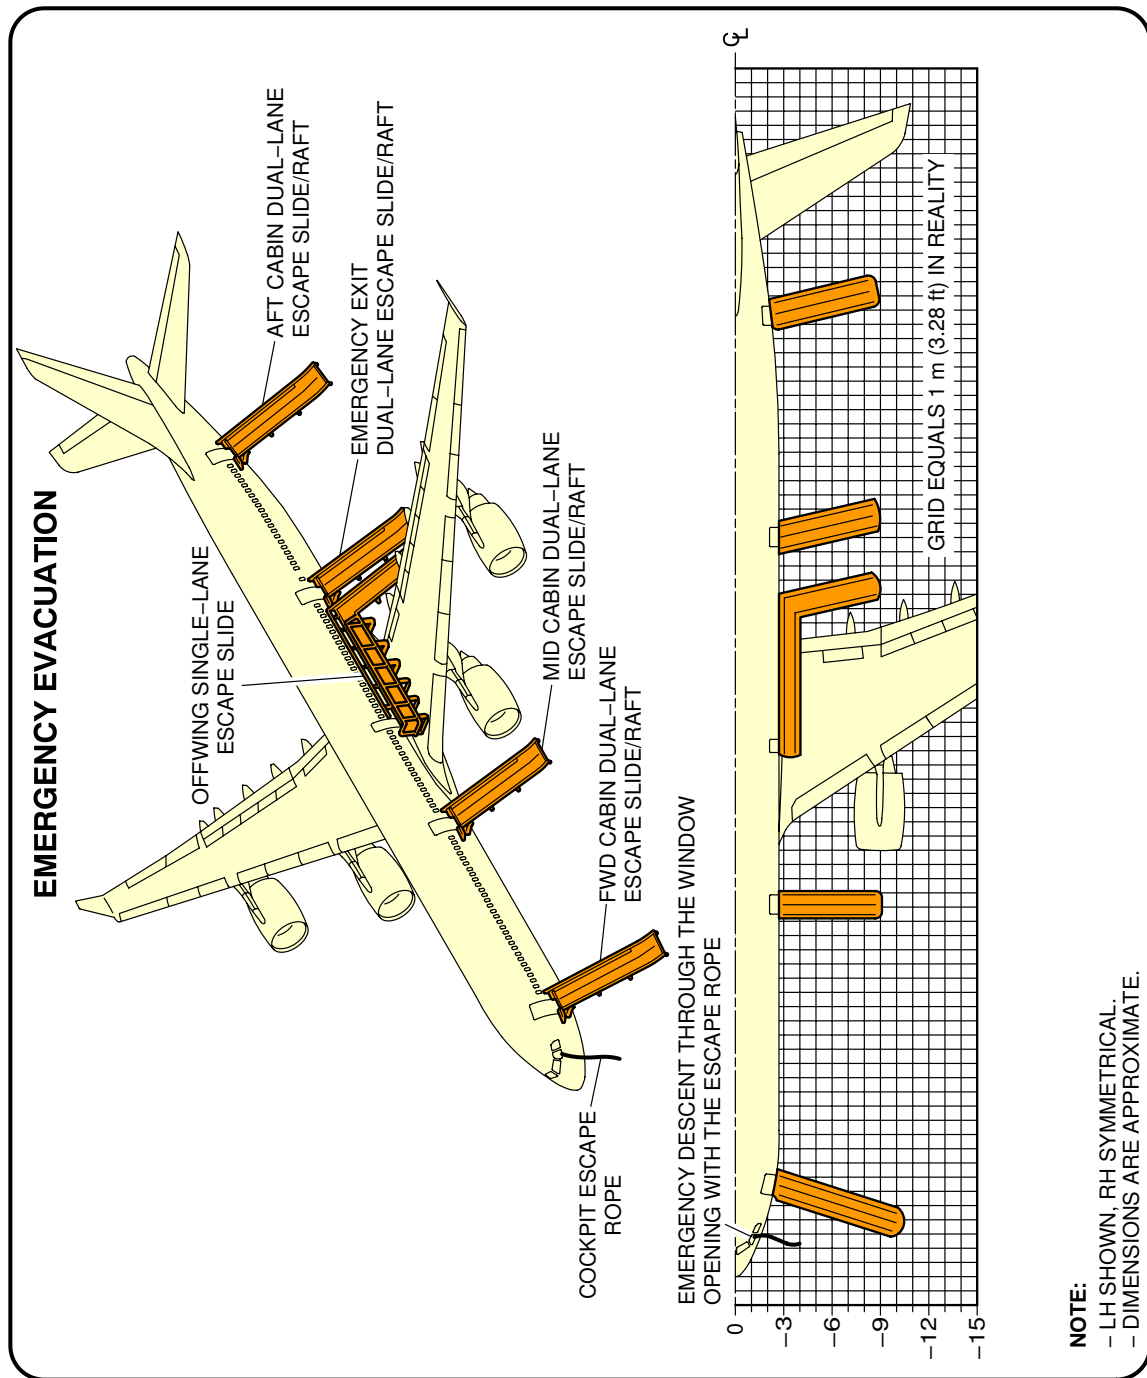 EMERGENCY EVACUATION
AFT CABIN DUAL−LANE
ESCAPE SLIDE/RAFT
EMERGENCY EXIT
DUAL−LANE ESCAPE SLIDE/RAFT
OFFWING SINGLE−LANE
ESCAPE SLIDE
MID CABIN DUAL−LANE
ESCAPE SLIDE/RAFT
FWD CABIN DUAL−LANE
ESCAPE SLIDE/RAFT
COCKPIT ESCAPE
ROPE
EMERGENCY DESCENT THROUGH THE WINDOW
OPENING WITH THE ESCAPE ROPE
℄
0
−3
−6
−9
−12
−15
GRID EQUALS 1 m (3.28 ft) IN REALITY
NOTE:
− LH SHOWN, RH SYMMETRICAL.
− DIMENSIONS ARE APPROXIMATE.